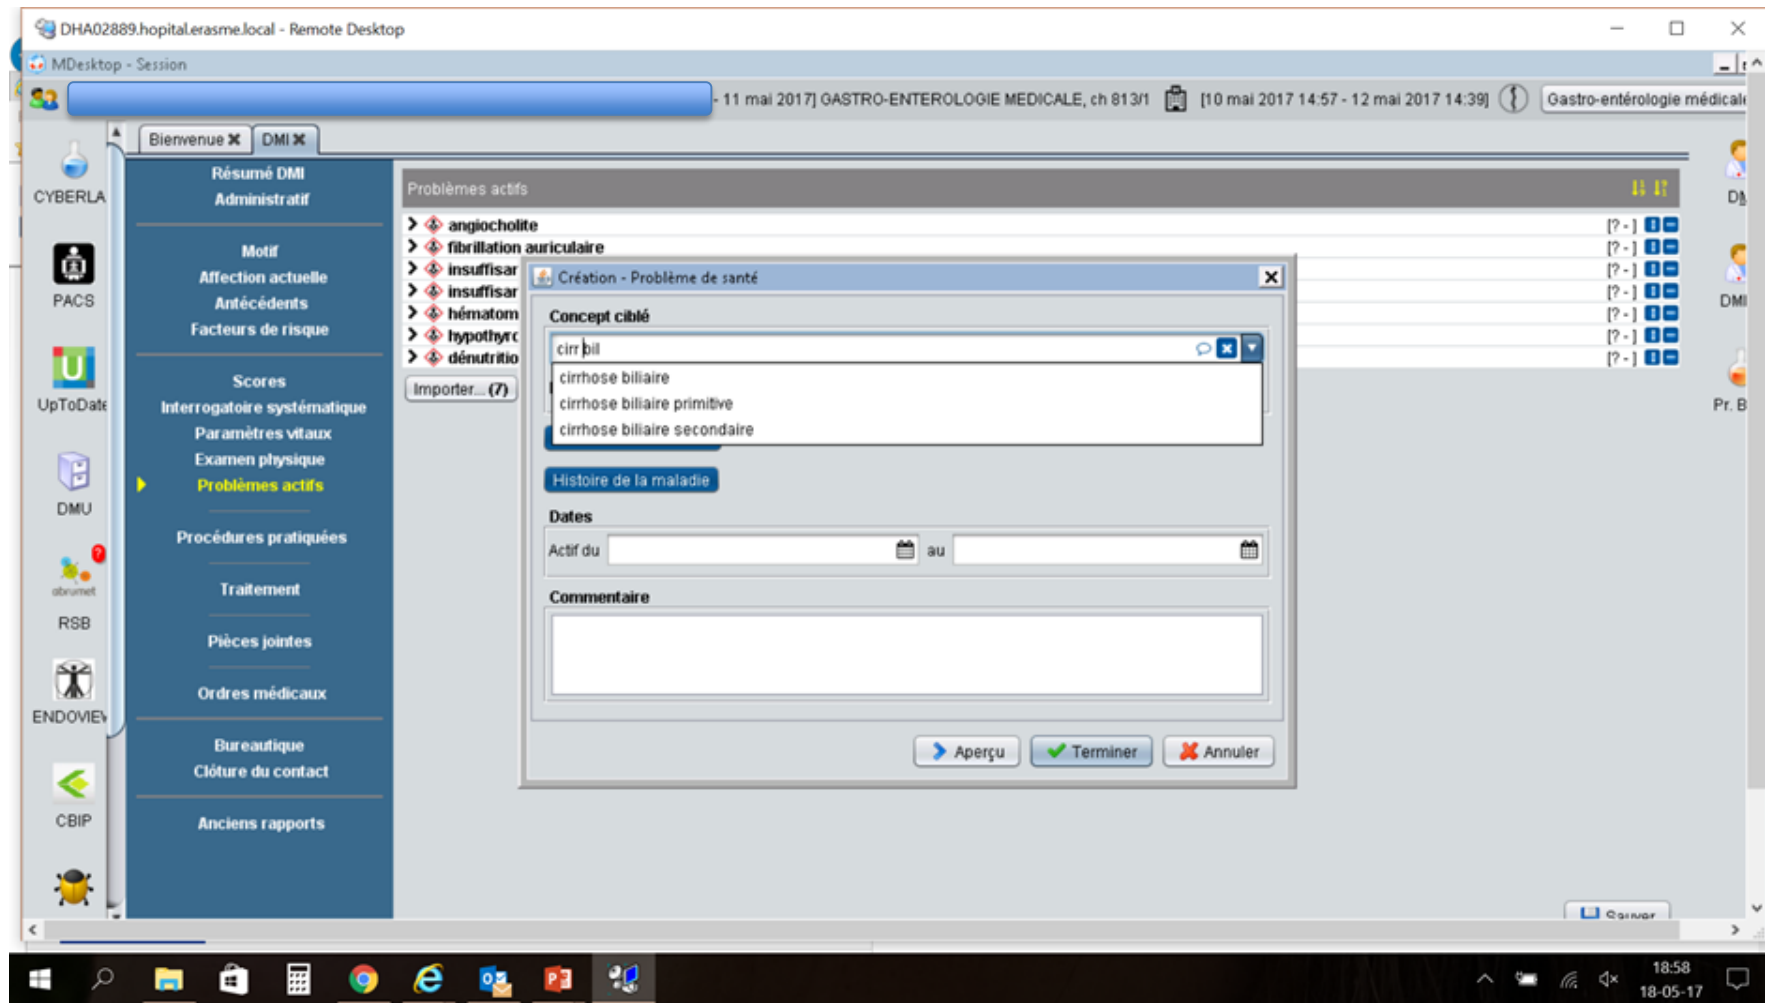 DHA02889.hopital.erasme.local - Remote Desktop
MDesktop - Session
- 11 mai 2017] GASTRO-ENTEROLOGIE MEDICALE, ch 813/1 [10 mai 2017 14:57 - 12 mai 2017 14:39] Gastro-entérologie médicale
Bienvenue DMI
CYBERLA
PACS
UpToDate
DMU
abrumet
RSB
ENDOVIEW
CBIP
Résumé DMI
Administratif
Motif
Affection actuelle
Antécédents
Facteurs de risque
Scores
Interrogatoire systématique
Paramètres vitaux
Examen physique
Problèmes actifs
Procédures pratiquées
Traitement
Pièces jointes
Ordres médicaux
Bureautique
Clôture du contact
Anciens rapports
Problèmes actifs
angiocholite [? - ]
fibrillation auriculaire [? - ]
insuffisan [? - ]
insuffisan [? - ]
hématom [? - ]
hypothyro [? - ]
dénutritio [? - ]
Importer... (7)
Création - Problème de santé
Concept ciblé
cirr bil
cirrhose biliaire
cirrhose biliaire primitive
cirrhose biliaire secondaire
Histoire de la maladie
Dates
Actif du au
Commentaire
Aperçu Terminer Annuler
Sauver
DMI
Pr. B
18:58
18-05-17